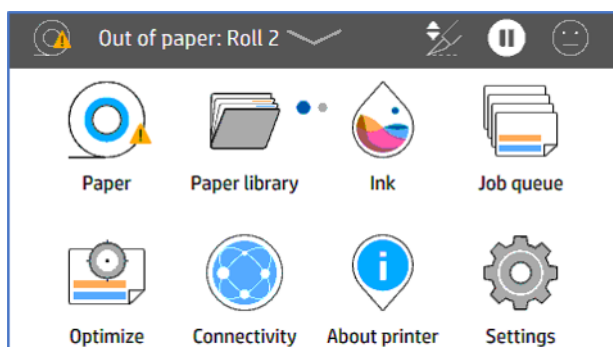 Out of paper: Roll 2
Paper Paper library Ink Job queue
Optimize Connectivity About printer Settings